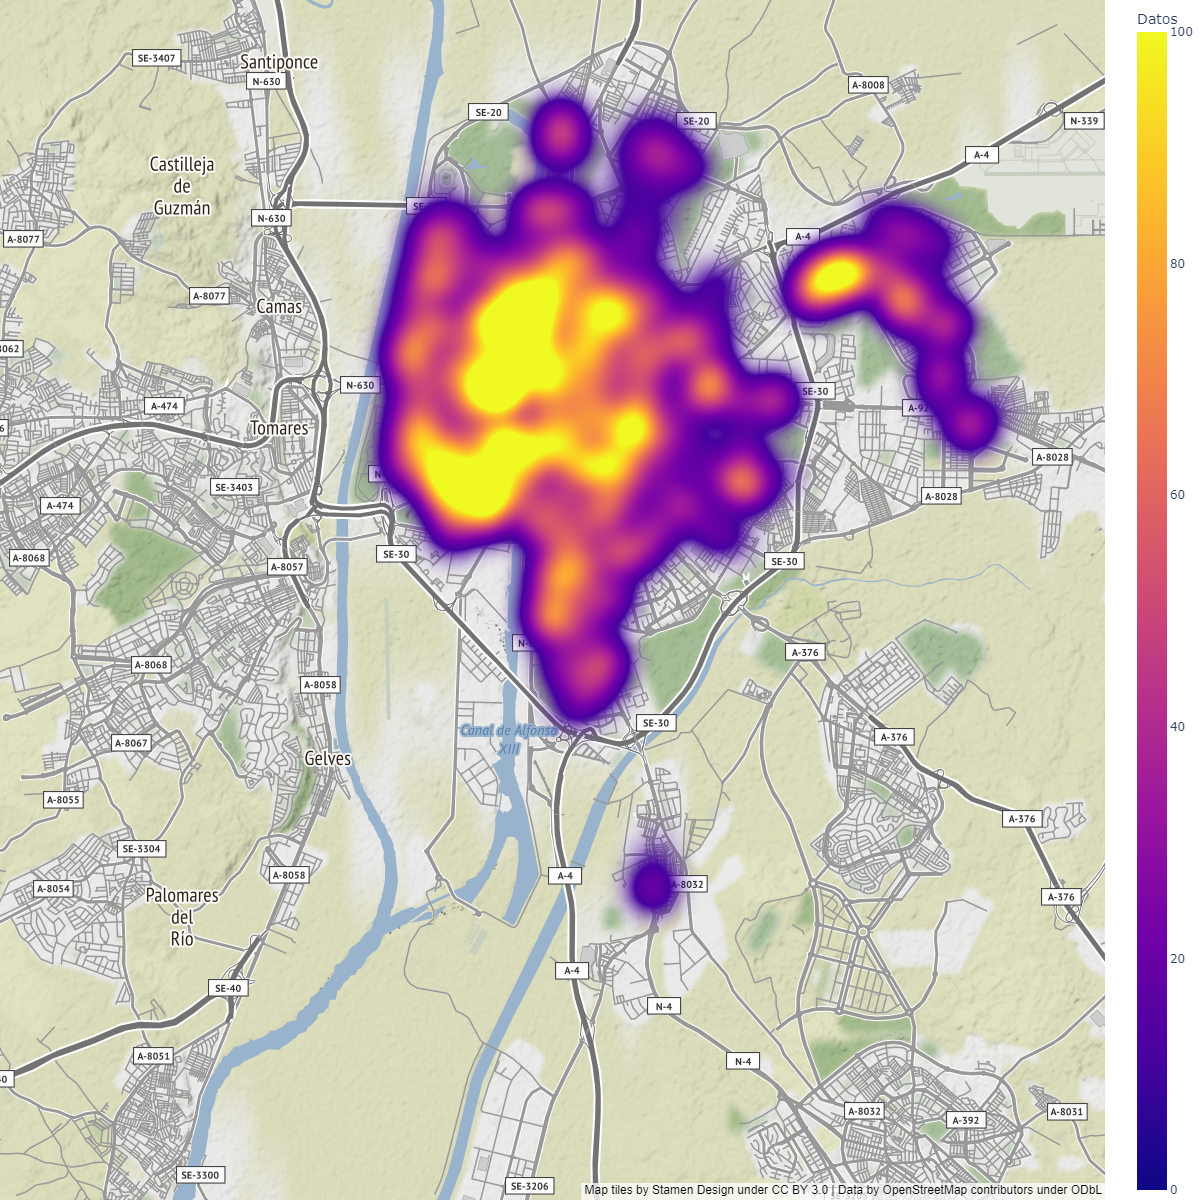 Datos
100
80
60
40
20
0
SE-3407
Santiponce
N-630
SE-20
SE-20
A-8008
N-339
A-4
Castilleja
de
Guzmán
N-630
A-8077
A-4
A-8077
Camas
8062
N-630
SE-30
A-474
A-92
Tomares
A-8028
SE-3403
A-8028
A-474
A-8068
SE-30
SE-30
A-8057
A-376
A-8068
A-8058
SE-30
Canal de Alfonso
XIII
A-376
A-8067
Gelves
A-8055
A-376
SE-3304
A-8054
A-8058
A-4
A-8032
Palomares
del
Río
A-376
A-4
SE-40
N-4
A-8051
N-4
40
A-8032
A-392
A-8031
SE-3300
SE-3206
Map tiles by Stamen Design under CC BY 3.0 | Data by OpenStreetMap contributors under ODbL